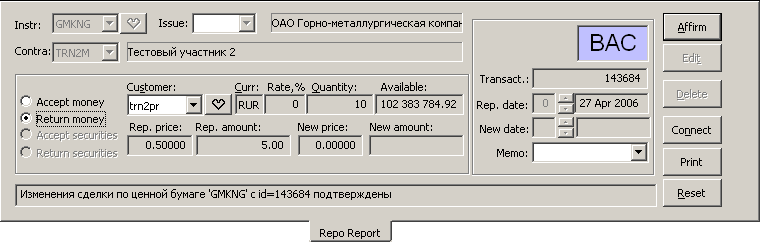 Instr: GMKNG Issue: ОАО Горно-металлургическая компан Affirm
Contra: TRN2M Тестовый участник 2 BAC Edit
Customer: Curr: Rate,% Quantity: Available: Transact.: 143684
Accept money trn2pr RUR 0 10 102 383 784.92 Rep. date: 0 27 Apr 2006 Delete
Return money Rep. price: Rep. amount: New price: New amount: New date: Connect
Accept securities 0.50000 5.00 0.00000
Return securities Memo: Print
Изменения сделки по ценной бумаге 'GMKNG' с id=143684 подтверждены Reset
Repo Report